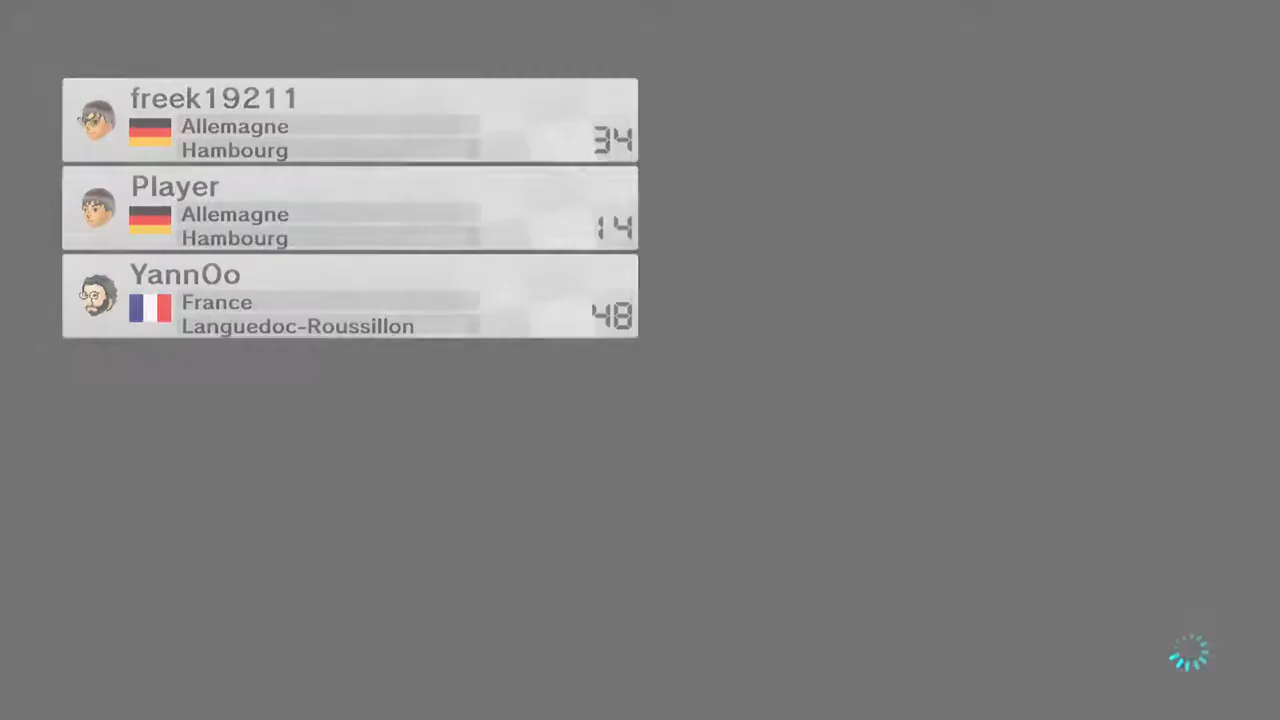 freek19211
Allemagne
Hambourg
34
Player
Allemagne
Hambourg
14
YannOo
France
Languedoc-Roussillon
48